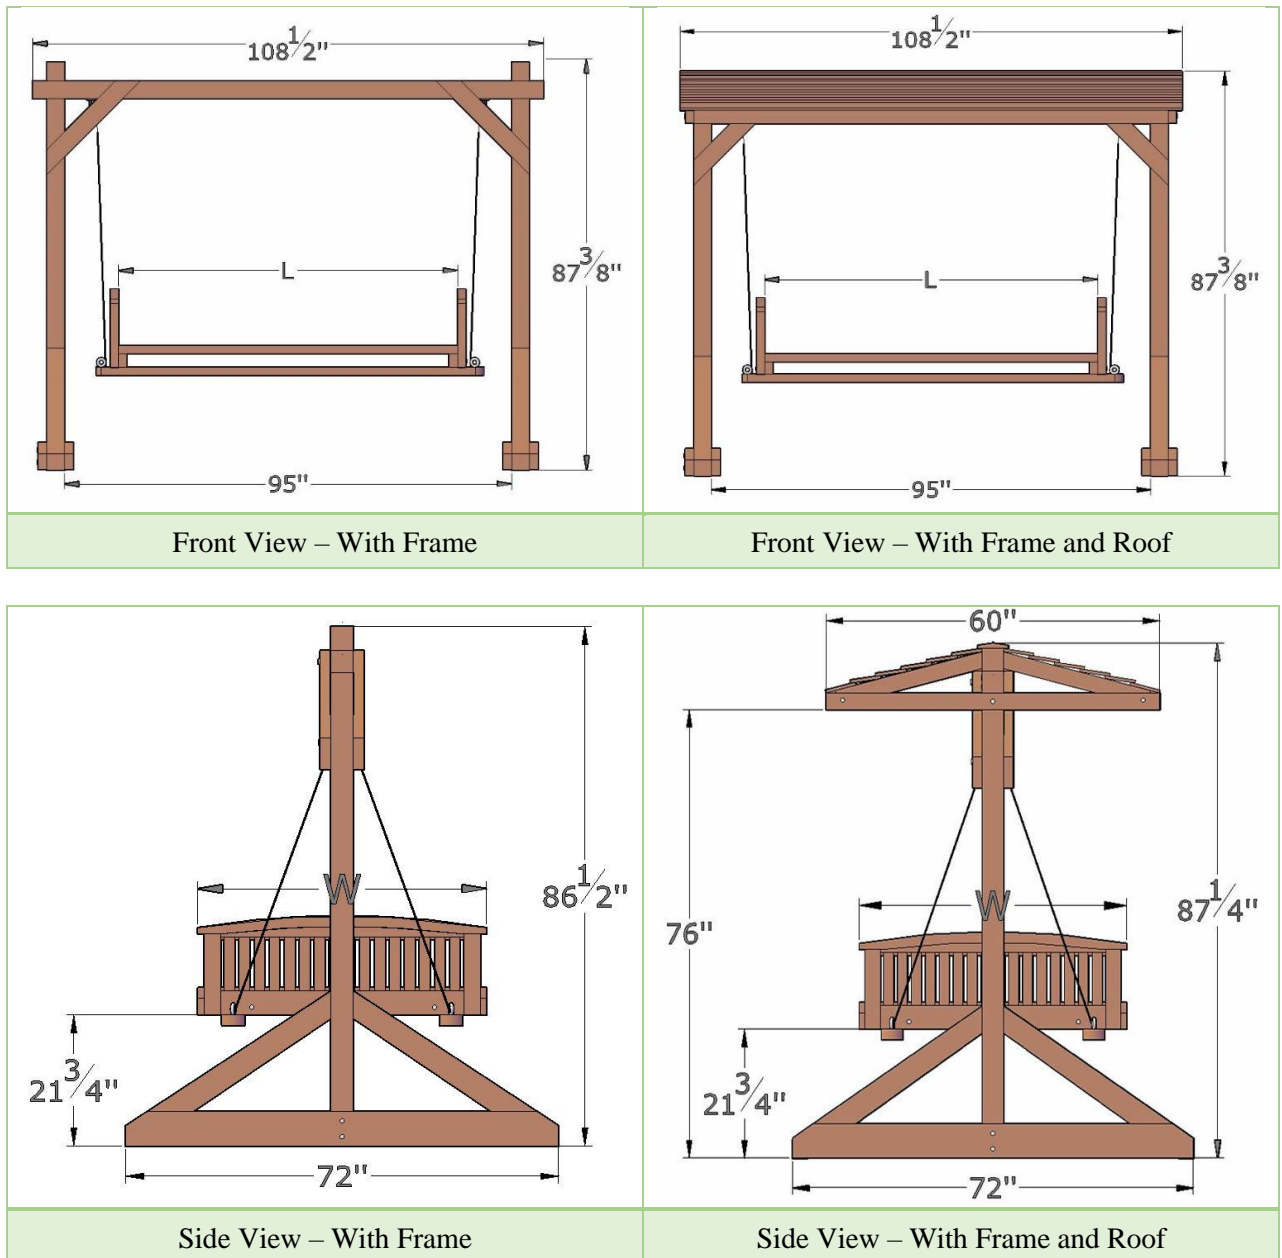 108 1/2"
L
87 3/8"
95"
Front View – With Frame
108 1/2"
L
87 3/8"
95"
Front View – With Frame and Roof
W
86 1/2"
21 3/4"
72"
Side View – With Frame
60"
76"
W
87 1/4"
21 3/4"
72"
Side View – With Frame and Roof